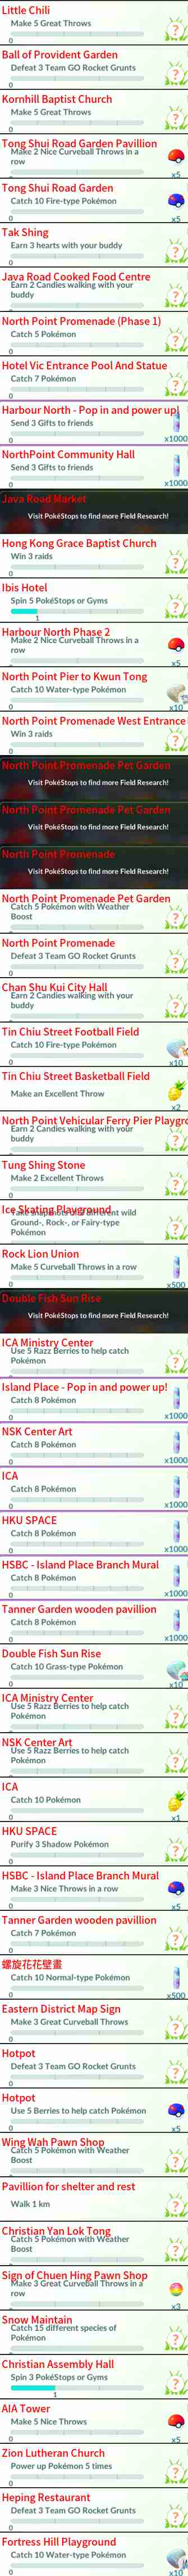 Little Chili
Make 5 Great Throws
0
Ball of Provident Garden
Defeat 3 Team GO Rocket Grunts
0
Kornhill Baptist Church
Make 5 Great Throws
0
Tong Shui Road Garden Pavillion
Make 2 Nice Curveball Throws in a
row
0
x5
Tong Shui Road Garden
Catch 10 Fire-type Pokémon
0
x5
Tak Shing
Earn 3 hearts with your buddy
0
Java Road Cooked Food Centre
Earn 2 Candies walking with your
buddy
0
North Point Promenade (Phase 1)
Catch 5 Pokémon
0
Hotel Vic Entrance Pool And Statue
Catch 7 Pokémon
0
Harbour North - Pop in and power up!
Send 3 Gifts to friends
0
x1000
NorthPoint Community Hall
Send 3 Gifts to friends
0
x1000
Java Road Market
Visit PokéStops to find more Field Research!
Hong Kong Grace Baptist Church
Win 3 raids
0
Ibis Hotel
Spin 5 PokéStops or Gyms
1
Harbour North Phase 2
Make 2 Nice Curveball Throws in a
row
0
x5
North Point Pier to Kwun Tong
Catch 10 Water-type Pokémon
0
x10
North Point Promenade West Entrance
Win 3 raids
0
North Point Promenade Pet Garden
Visit PokéStops to find more Field Research!
North Point Promenade Pet Garden
Visit PokéStops to find more Field Research!
North Point Promenade
Visit PokéStops to find more Field Research!
North Point Promenade Pet Garden
Catch 5 Pokémon with Weather
Boost
North Point Promenade
Defeat 3 Team GO Rocket Grunts
0
Chan Shu Kui City Hall
Earn 2 Candies walking with your
buddy
Tin Chiu Street Football Field
Catch 10 Fire-type Pokémon
0
x10
Tin Chiu Street Basketball Field
Make an Excellent Throw
x2
North Point Vehicular Ferry Pier Playgro
Earn 2 Candies walking with your
buddy
Tung Shing Stone
Make 2 Excellent Throws
0
Ice Skating Playground
Take snapshots of 3 different wild
Ground-, Rock-, or Fairy-type
Pokémon
Rock Lion Union
Make 5 Curveball Throws in a row
0
x500
Double Fish Sun Rise
Visit PokéStops to find more Field Research!
ICA Ministry Center
Use 5 Razz Berries to help catch
Pokémon
Island Place - Pop in and power up!
Catch 8 Pokémon
0
x1000
NSK Center Art
Catch 8 Pokémon
0
x1000
ICA
Catch 8 Pokémon
0
x1000
HKU SPACE
Catch 8 Pokémon
0
x1000
HSBC - Island Place Branch Mural
Catch 8 Pokémon
0
x1000
Tanner Garden wooden pavillion
Catch 8 Pokémon
0
x1000
Double Fish Sun Rise
Catch 10 Grass-type Pokémon
0
x10
ICA Ministry Center
Use 5 Razz Berries to help catch
Pokémon
NSK Center Art
Use 5 Razz Berries to help catch
Pokémon
ICA
Catch 10 Pokémon
0
x1
HKU SPACE
Purify 3 Shadow Pokémon
0
HSBC - Island Place Branch Mural
Make 3 Nice Throws in a row
0
x5
Tanner Garden wooden pavillion
Catch 7 Pokémon
0
螺旋花花壁畫
Catch 10 Normal-type Pokémon
0
x500
Eastern District Map Sign
Make 3 Great Curveball Throws
0
Hotpot
Defeat 3 Team GO Rocket Grunts
0
Hotpot
Use 5 Berries to help catch Pokémon
0
x5
Wing Wah Pawn Shop
Catch 5 Pokémon with Weather
Boost
Pavillion for shelter and rest
Walk 1 km
Christian Yan Lok Tong
Catch 5 Pokémon with Weather
Boost
Sign of Chuen Hing Pawn Shop
Make 3 Great Curveball Throws in a
row
x3
Snow Maintain
Catch 15 different species of
Pokémon
Christian Assembly Hall
Spin 3 PokéStops or Gyms
1
AIA Tower
Make 5 Nice Throws
0
x5
Zion Lutheran Church
Power up Pokémon 5 times
0
Heping Restaurant
Defeat 3 Team GO Rocket Grunts
0
Fortress Hill Playground
Catch 10 Water-type Pokémon
0
x10